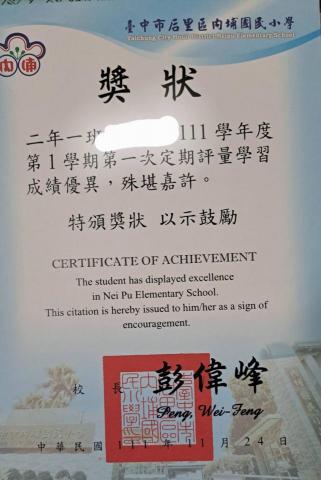 臺中市后里區內埔國民小學
Taichung City Houli District Neipu Elementary School
內埔
獎狀
二年一班 111 學年度
第1學期第一次定期評量學習
成績優異，殊堪嘉許。
特頒獎狀 以示鼓勵
CERTIFICATE OF ACHIEVEMENT
The student has displayed excellence
in Nei Pu Elementary School.
This citation is hereby issued to him/her as a sign of
encouragement.
校長 彭偉峰
Peng, Wei-Feng
中華民國 111 年 11 月 24 日